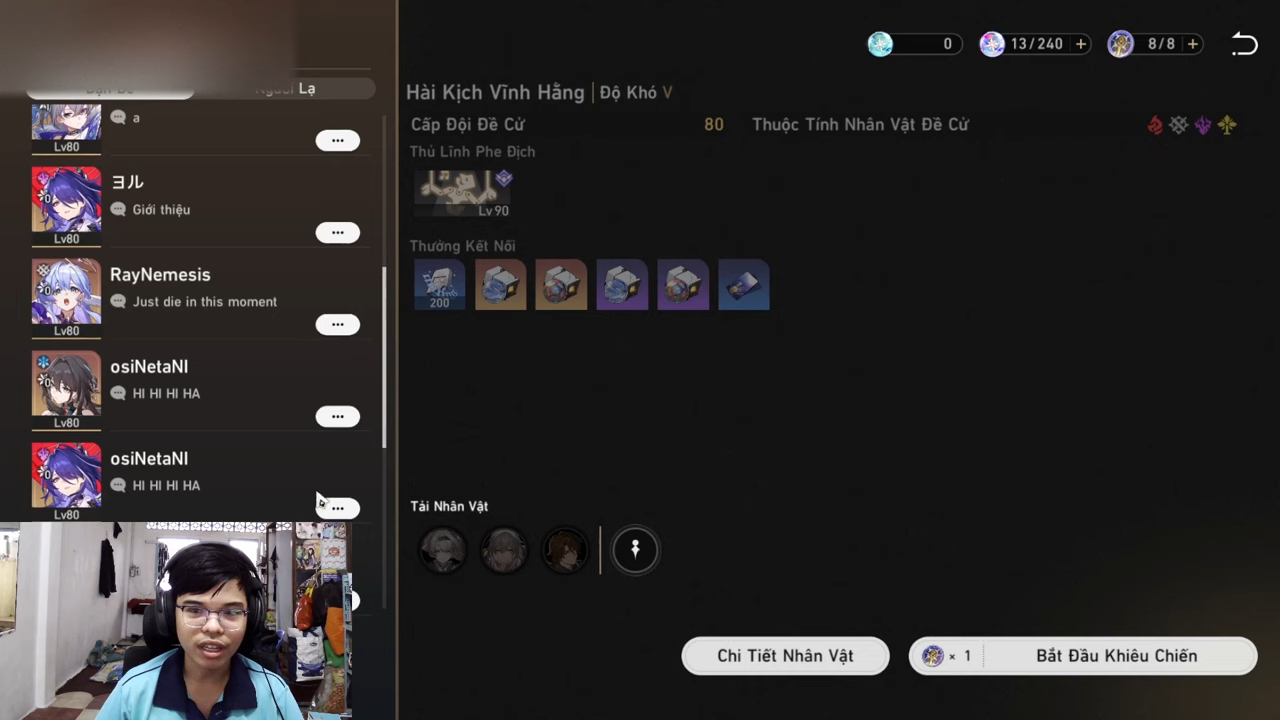 Lạ
a
Lv80
ヨル
Giới thiệu
Lv80
RayNemesis
Just die in this moment
Lv80
osiNetaNI
HI HI HI HA
Lv80
osiNetaNI
HI HI HI HA
Lv80
0
13/240
8/8
Hài Kịch Vĩnh Hằng
Độ Khó V
Cấp Đội Đề Cử
80
Thuộc Tính Nhân Vật Đề Cử
Thủ Lĩnh Phe Địch
Lv90
Thưởng Kết Nối
200
Tải Nhân Vật
Chi Tiết Nhân Vật
× 1
Bắt Đầu Khiêu Chiến